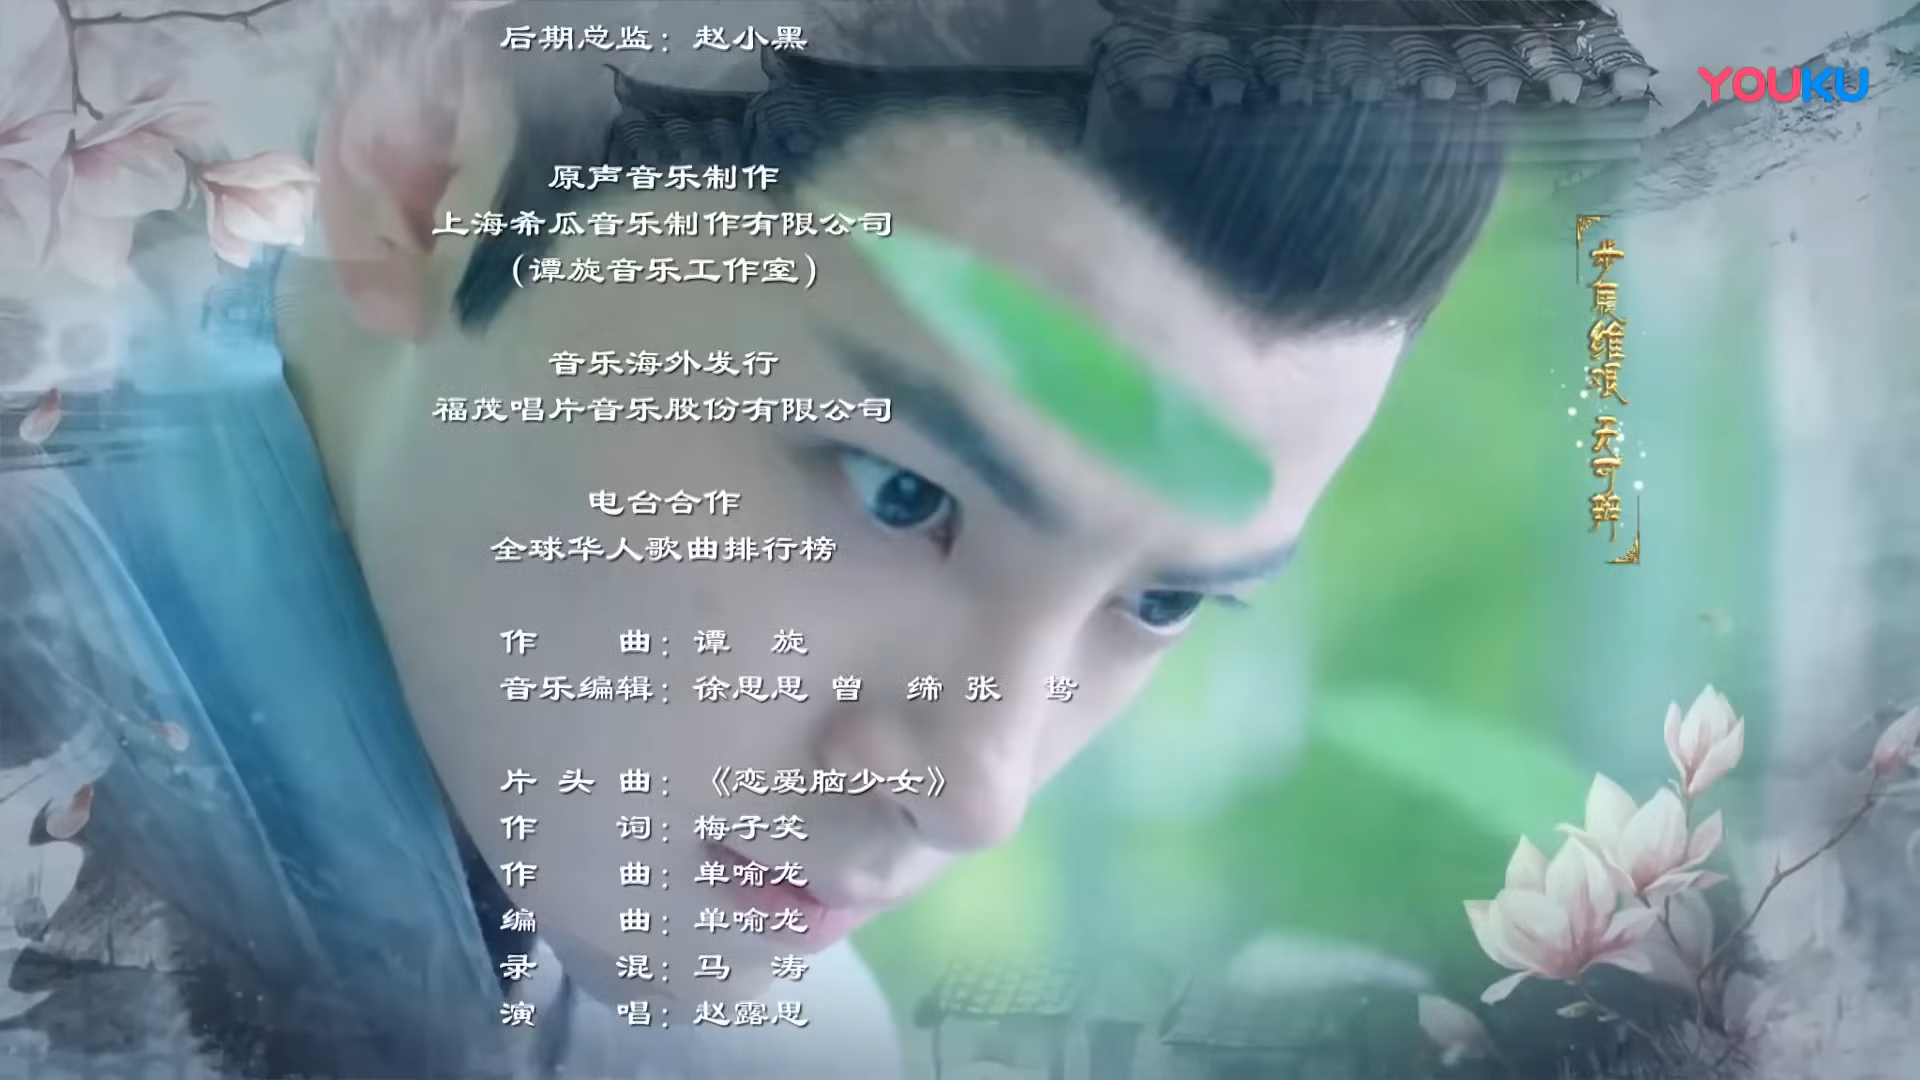 后期总监：赵小黑
YOUKU
原声音乐制作
上海希瓜音乐制作有限公司
（谭旋音乐工作室）
音乐海外发行
福茂唱片音乐股份有限公司
电台合作
全球华人歌曲排行榜
作曲：谭旋
音乐编辑：徐思思 曾缔 张鸷
片头曲：《恋爱脑少女》
作词：梅子笑
作曲：单喻龙
编曲：单喻龙
录混：马涛
演唱：赵露思
步履维艰 天可辨